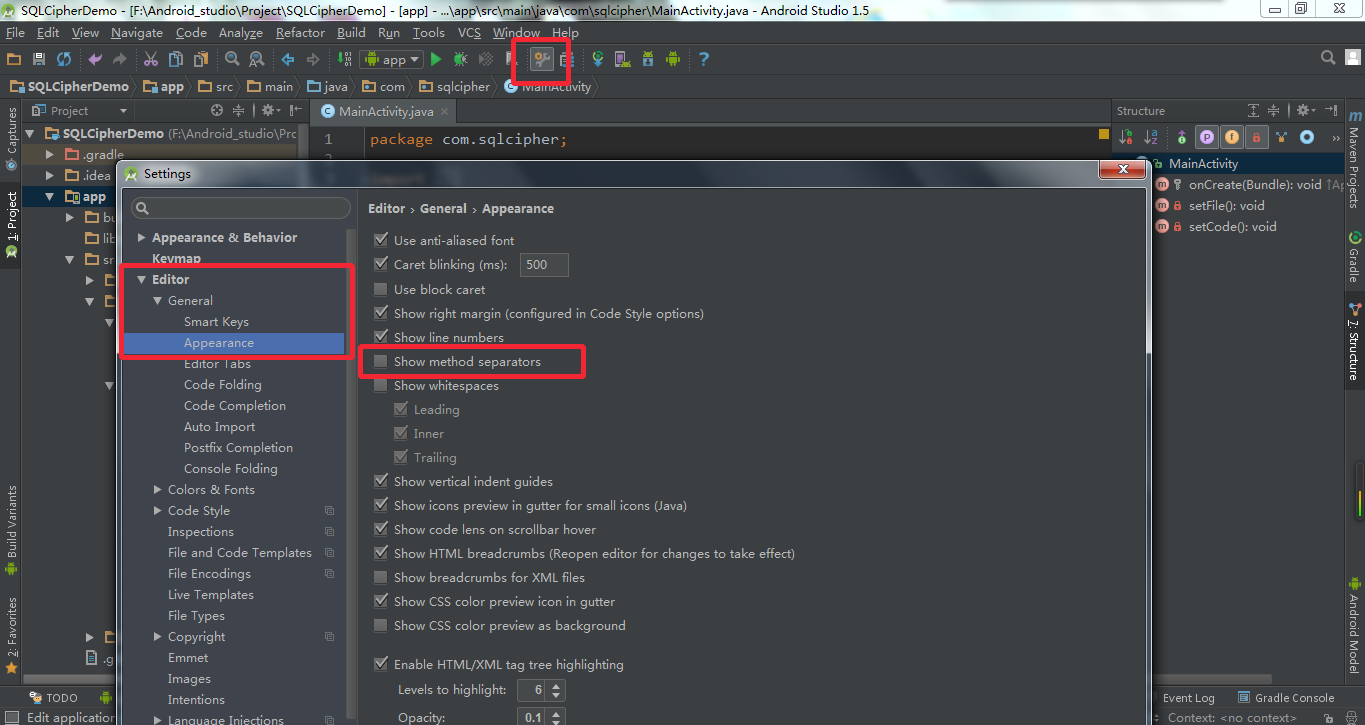 SQLCipherDemo - [F:\Android_studio\Project\SQLCipherDemo] - [app] - ...\app\src\main\java\com\sqlcipher\MainActivity.java - Android Studio 1.5
File Edit View Navigate Code Analyze Refactor Build Run Tools VCS Window Help
app
SQLCipherDemo app src main java com sqlcipher MainActivity
Project
MainActivity.java
Structure
SQLCipherDemo (F:\Android_studio\Proj
.gradle
.idea
app
bu
lib
sr
.g
1
package com.sqlcipher;
MainActivity
onCreate(Bundle): void ↑Ap
setFile(): void
setCode(): void
Captures
1: Project
Build Variants
2: Favorites
Maven Projects
Gradle
7: Structure
Android Model
Settings
Appearance & Behavior
Keymap
Editor
General
Smart Keys
Appearance
Editor Tabs
Code Folding
Code Completion
Auto Import
Postfix Completion
Console Folding
Colors & Fonts
Code Style
Inspections
File and Code Templates
File Encodings
Live Templates
File Types
Copyright
Emmet
Images
Intentions
Language Injections
Editor › General › Appearance
Use anti-aliased font
Caret blinking (ms): 500
Use block caret
Show right margin (configured in Code Style options)
Show line numbers
Show method separators
Show whitespaces
Leading
Inner
Trailing
Show vertical indent guides
Show icons preview in gutter for small icons (Java)
Show code lens on scrollbar hover
Show HTML breadcrumbs (Reopen editor for changes to take effect)
Show breadcrumbs for XML files
Show CSS color preview icon in gutter
Show CSS color preview as background
Enable HTML/XML tag tree highlighting
Levels to highlight: 6
Opacity: 0.1
TODO
Event Log Gradle Console
Edit application
Context: <no context>